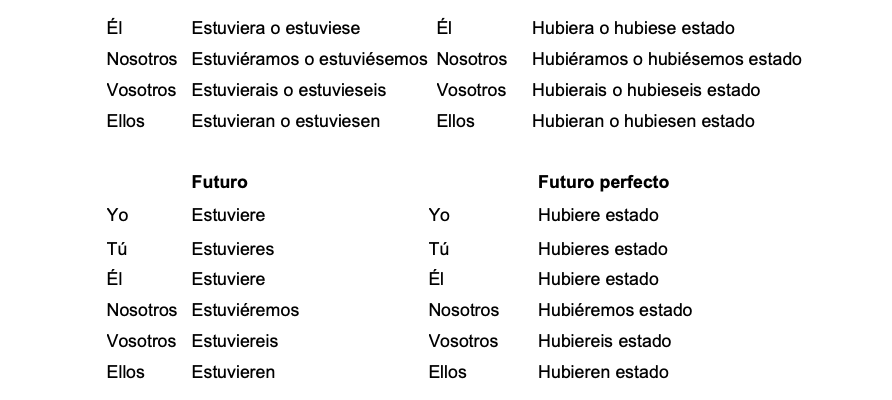 Él Estuviera o estuviese Él Hubiera o hubiese estado
Nosotros Estuviéramos o estuviésemos Nosotros Hubiéramos o hubiésemos estado
Vosotros Estuvierais o estuvieseis Vosotros Hubierais o hubieseis estado
Ellos Estuvieran o estuviesen Ellos Hubieran o hubiesen estado
Futuro Futuro perfecto
Yo Estuviere Yo Hubiere estado
Tú Estuvieres Tú Hubieres estado
Él Estuviere Él Hubiere estado
Nosotros Estuviéremos Nosotros Hubiéremos estado
Vosotros Estuviereis Vosotros Hubiereis estado
Ellos Estuvieren Ellos Hubieren estado